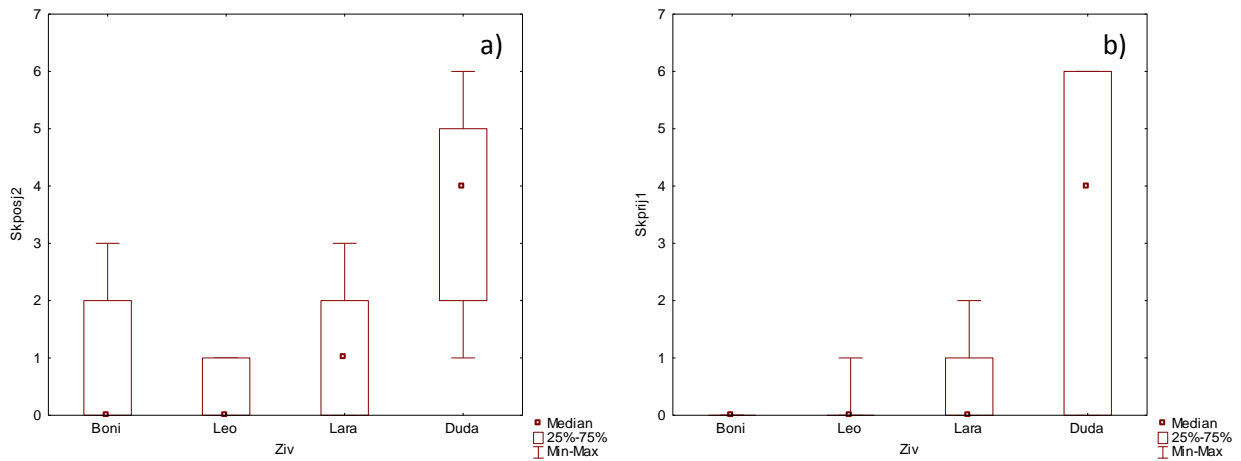 a)
Skposj2
7
6
5
4
3
2
1
0
Boni Leo Lara Duda
Ziv
Median
25%-75%
Min-Max
b)
Skprij1
7
6
5
4
3
2
1
0
Boni Leo Lara Duda
Ziv
Median
25%-75%
Min-Max